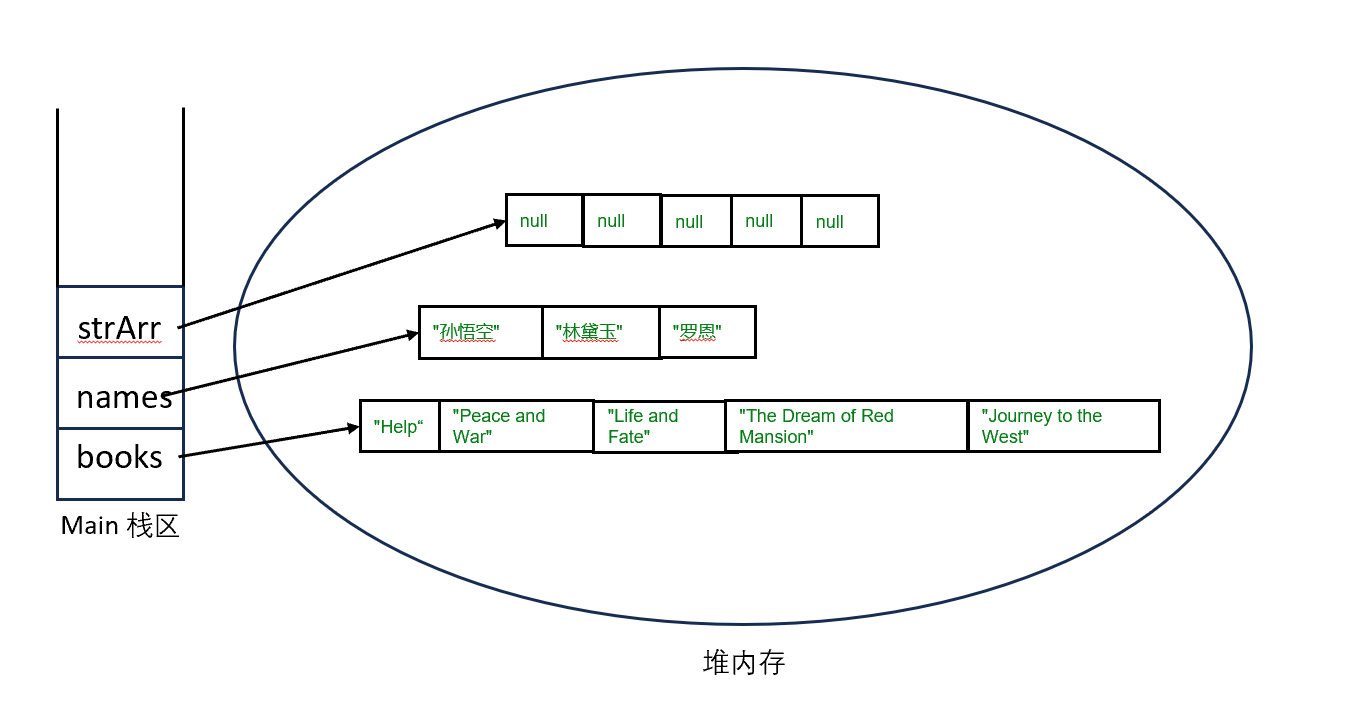 null null null null null
strArr
"孙悟空" "林黛玉" "罗恩"
names
"Help“ "Peace and War" "Life and Fate" "The Dream of Red Mansion" "Journey to the West"
books
Main 栈区
堆内存